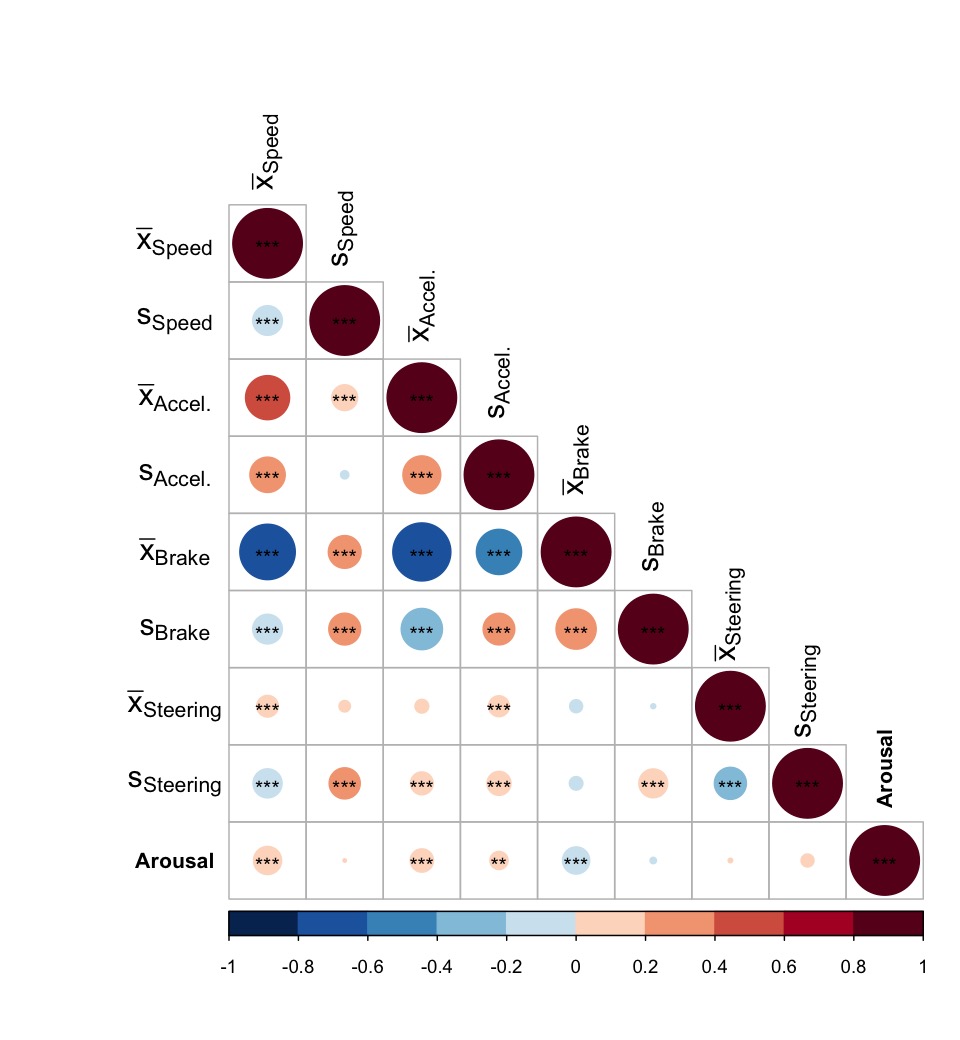 x̅Speed
sSpeed
x̅Accel.
sAccel.
x̅Brake
sBrake
x̅Steering
sSteering
Arousal
x̅Speed ***
sSpeed *** ***
x̅Accel. *** *** ***
sAccel. *** *** ***
x̅Brake *** *** *** *** ***
sBrake *** *** *** *** *** ***
x̅Steering *** *** ***
sSteering *** *** *** *** *** *** ***
Arousal *** *** ** *** ***
-1 -0.8 -0.6 -0.4 -0.2 0 0.2 0.4 0.6 0.8 1